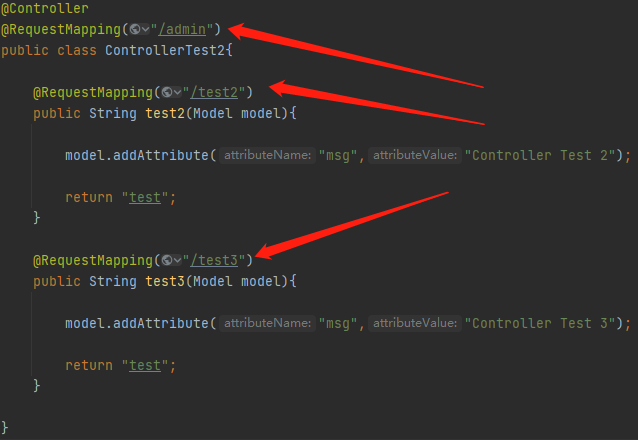 @Controller
@RequestMapping("/admin")
public class ControllerTest2{
@RequestMapping("/test2")
public String test2(Model model){
model.addAttribute( attributeName: "msg", attributeValue: "Controller Test 2");
return "test";
}
@RequestMapping("/test3")
public String test3(Model model){
model.addAttribute( attributeName: "msg", attributeValue: "Controller Test 3");
return "test";
}
}